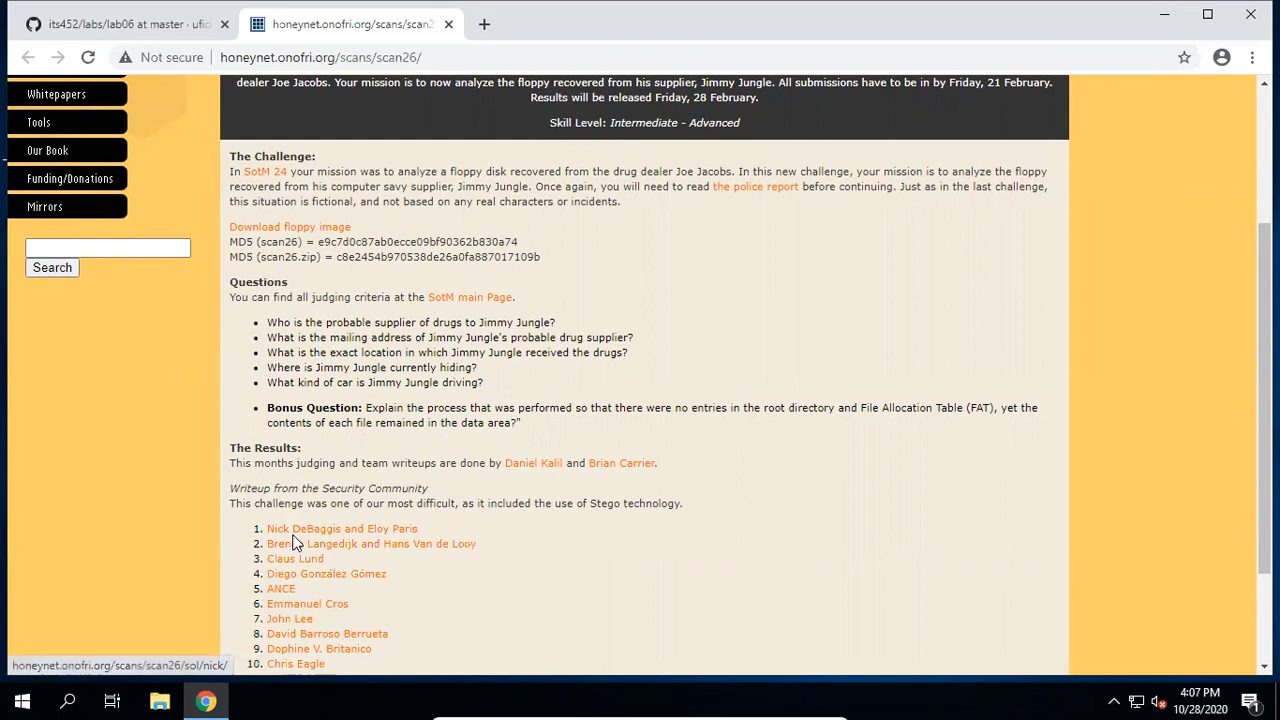 its452/labs/lab06 at master · ufid
honeynet.onofri.org/scans/scan2
Not secure
honeynet.onofri.org/scans/scan26/
Whitepapers
Tools
Our Book
Funding/Donations
Mirrors
Search
dealer Joe Jacobs. Your mission is to now analyze the floppy recovered from his supplier, Jimmy Jungle. All submissions have to be in by Friday, 21 February.
Results will be released Friday, 28 February.
Skill Level: Intermediate - Advanced
The Challenge:
In SotM 24 your mission was to analyze a floppy disk recovered from the drug dealer Joe Jacobs. In this new challenge, your mission is to analyze the floppy
recovered from his computer savy supplier, Jimmy Jungle. Once again, you will need to read the police report before continuing. Just as in the last challenge,
this situation is fictional, and not based on any real characters or incidents.
Download floppy image
MD5 (scan26) = e9c7d0c87ab0ecce09bf90362b830a74
MD5 (scan26.zip) = c8e2454b970538de26a0fa887017109b
Questions
You can find all judging criteria at the SotM main Page.
• Who is the probable supplier of drugs to Jimmy Jungle?
• What is the mailing address of Jimmy Jungle's probable drug supplier?
• What is the exact location in which Jimmy Jungle received the drugs?
• Where is Jimmy Jungle currently hiding?
• What kind of car is Jimmy Jungle driving?
• Bonus Question: Explain the process that was performed so that there were no entries in the root directory and File Allocation Table (FAT), yet the
contents of each file remained in the data area?"
The Results:
This months judging and team writeups are done by Daniel Kalil and Brian Carrier.
Writeup from the Security Community
This challenge was one of our most difficult, as it included the use of Stego technology.
1. Nick DeBaggis and Eloy Paris
2. Langedijk and Hans Van de Looy
3. Claus Lund
4. Diego González Gómez
5. ANCE
6. Emmanuel Cros
7. John Lee
8. David Barroso Berrueta
9. Dophine V. Britanico
10. Chris Eagle
honeynet.onofri.org/scans/scan26/sol/nick/
4:07 PM
10/28/2020
1